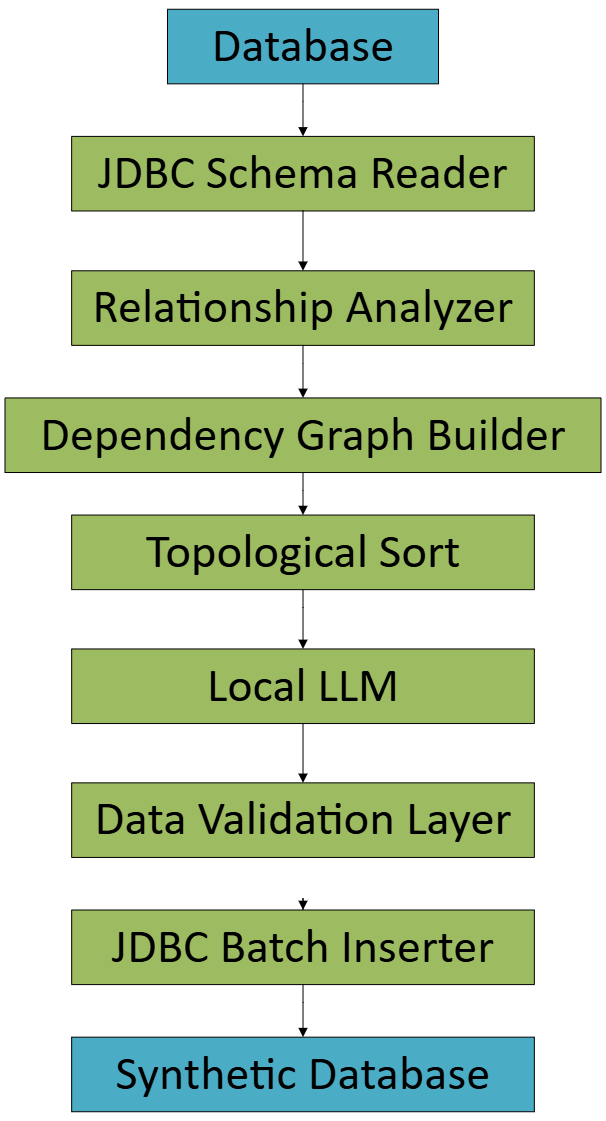 Database
JDBC Schema Reader
Relationship Analyzer
Dependency Graph Builder
Topological Sort
Local LLM
Data Validation Layer
JDBC Batch Inserter
Synthetic Database